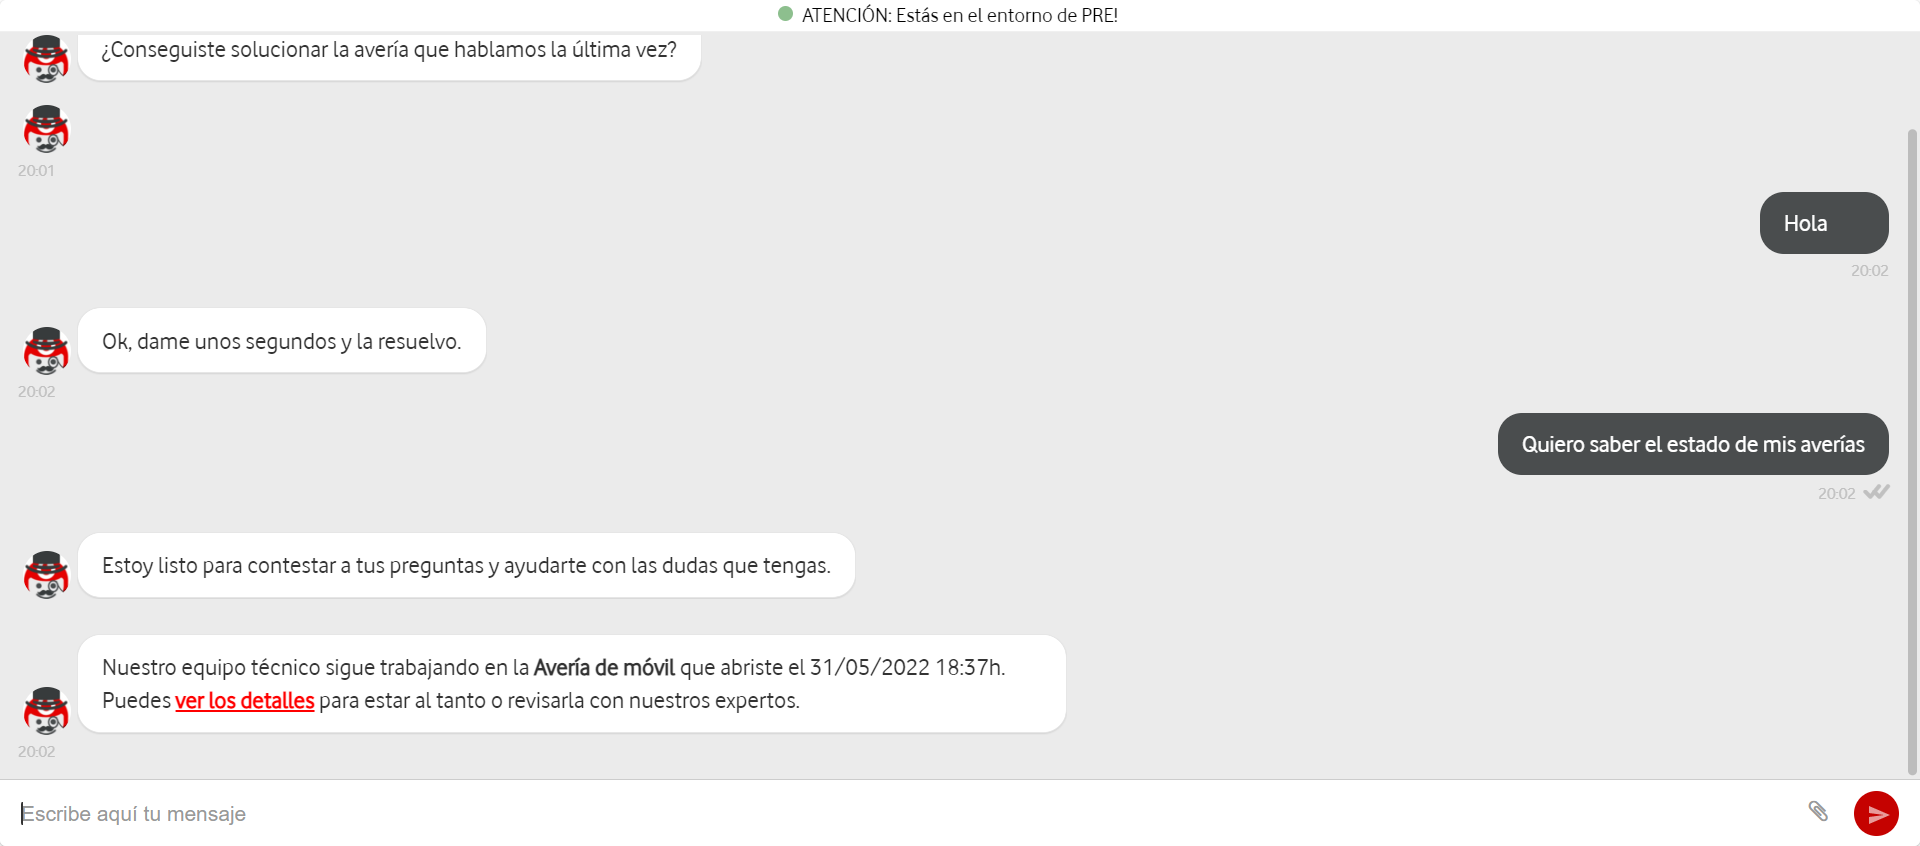 ATENCIÓN: Estás en el entorno de PRE!
¿Conseguiste solucionar la avería que hablamos la última vez?
20:01
Hola
20:02
Ok, dame unos segundos y la resuelvo.
20:02
Quiero saber el estado de mis averías
20:02
Estoy listo para contestar a tus preguntas y ayudarte con las dudas que tengas.
Nuestro equipo técnico sigue trabajando en la Avería de móvil que abriste el 31/05/2022 18:37h.
Puedes ver los detalles para estar al tanto o revisarla con nuestros expertos.
20:02
Escribe aquí tu mensaje